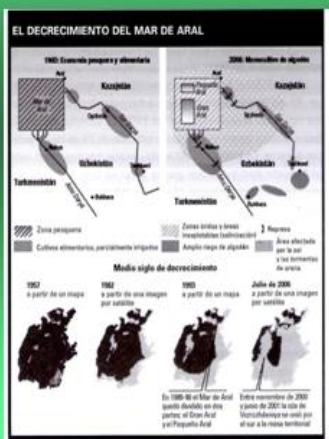 EL DECRECIMIENTO DEL MAR DE ARAL
1960: Economía pesquera y alimentaria
2006: Monocultivo de algodón
Aral
Kazajstán
Mar de
Aral
Uzbekistán
Turkmenistán
Amu Daria
Bukhara
Aral
Kazajstán
Pequeño
Aral
Gran
Aral
Uzbekistán
Turkmenistán
Bukhara
Zona pesquera
Cultivos alimentarios, parcialmente irrigados
Zonas áridas y áreas
inexplotables (salinización)
Amplio riego de algodón
Represa
Área afectada
por la sal
y las tormentas
de arena
Medio siglo de decrecimiento
1957
a partir de un mapa
1982
a partir de una imagen
por satélite
1993
a partir de un mapa
Julio de 2006
a partir de una imagen
por satélite
En 1989-90 el Mar de Aral
quedó dividido en dos
partes: el Gran Aral
y el Pequeño Aral
Entre noviembre de 2000
y junio de 2001 la isla de
Vozrozhdeniye se unió por
el sur a la masa territorial